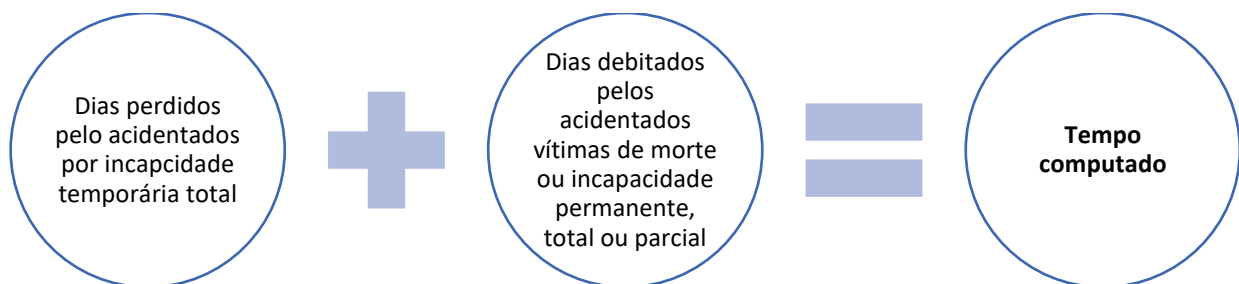 Dias perdidos
pelo acidentados
por incapcidade
temporária total
Dias debitados
pelos
acidentados
vítimas de morte
ou incapacidade
permanente,
total ou parcial
Tempo
computado